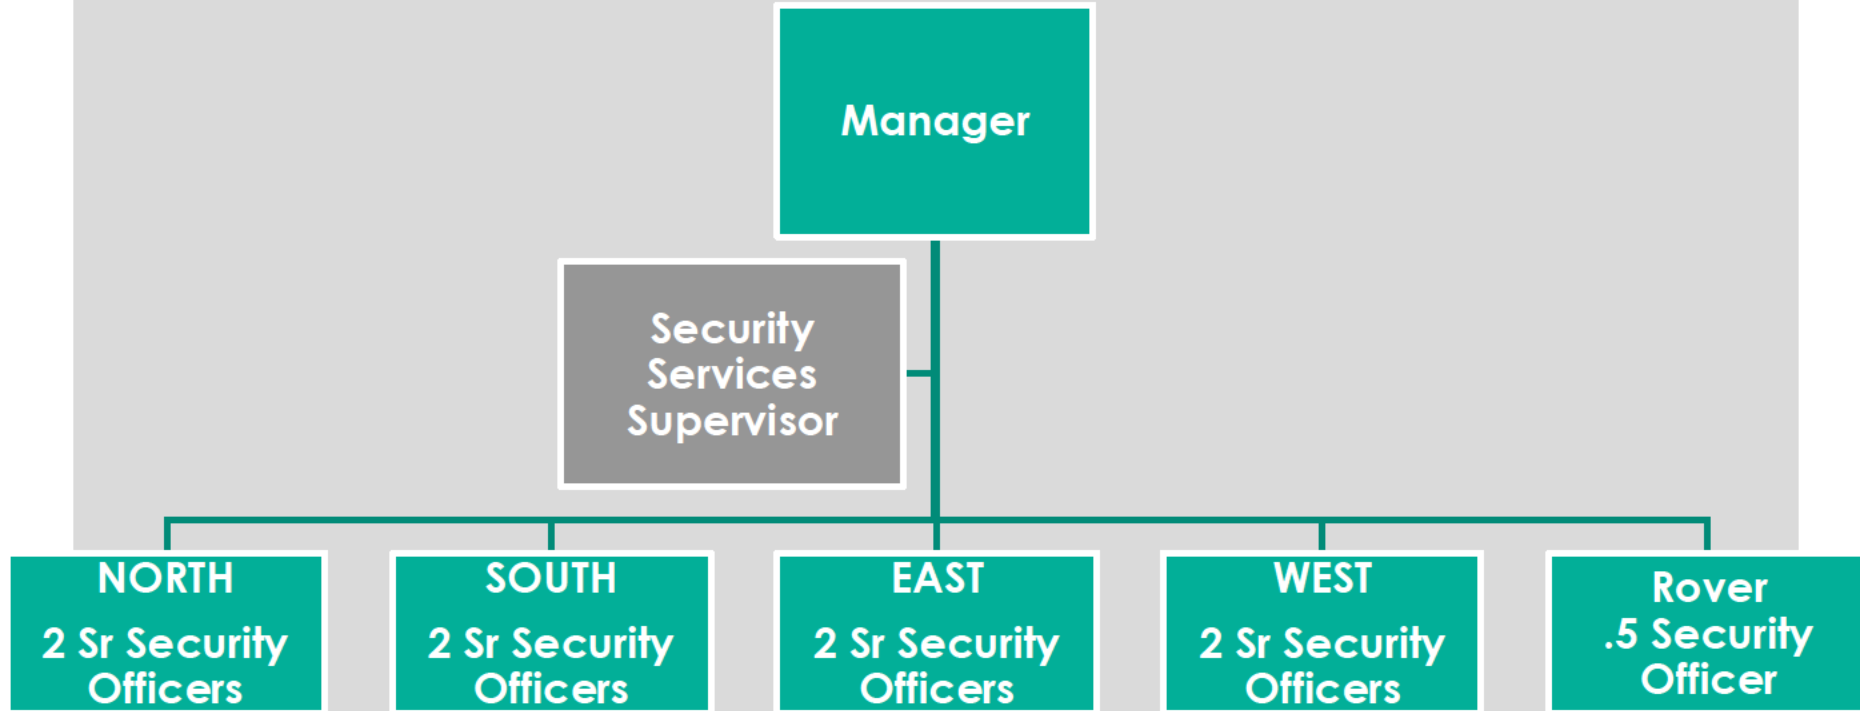 Manager
Security
Services
Supervisor
NORTH
2 Sr Security
Officers
SOUTH
2 Sr Security
Officers
EAST
2 Sr Security
Officers
WEST
2 Sr Security
Officers
Rover
.5 Security
Officer